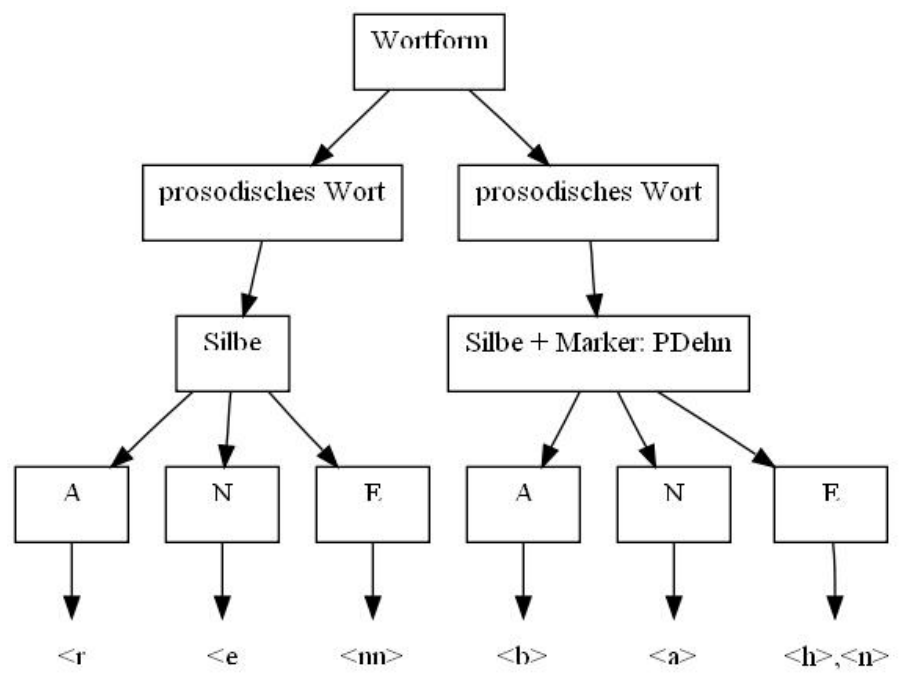 Wortform
prosodisches Wort prosodisches Wort
Silbe Silbe + Marker: PDehn
A N E A N E
<r <e <nn> <b> <a> <h>,<n>